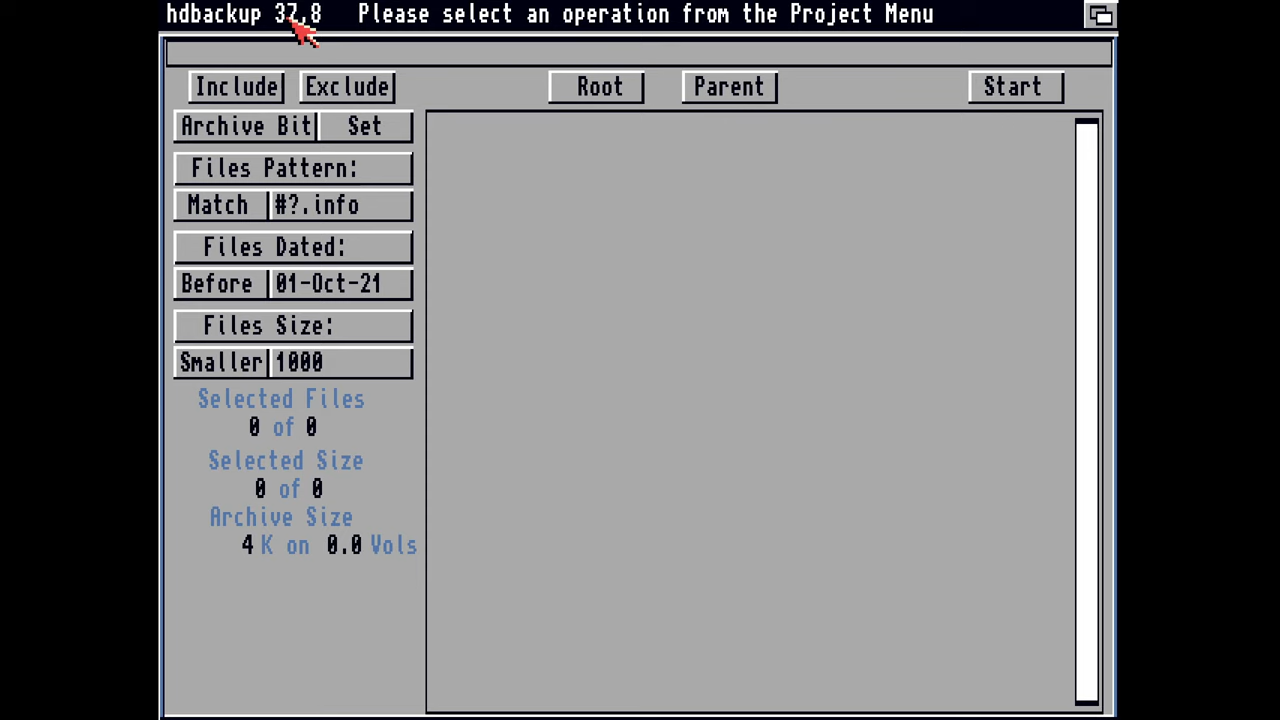 hdbackup 37.8 Please select an operation from the Project Menu
Include Exclude Root Parent Start
Archive Bit Set
Files Pattern:
Match #?.info
Files Dated:
Before 01-Oct-21
Files Size:
Smaller 1000
Selected Files
0 of 0
Selected Size
0 of 0
Archive Size
4 K on 0.0 Vols